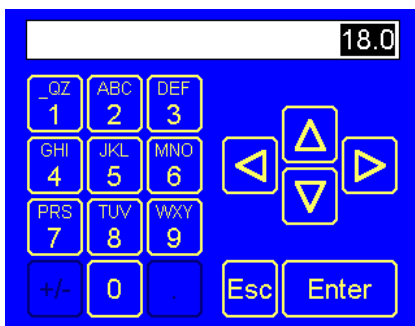 18.0
_QZ ABC DEF
1 2 3
GHI JKL MNO
4 5 6
PRS TUV WXY
7 8 9
+/- 0 .
Esc Enter